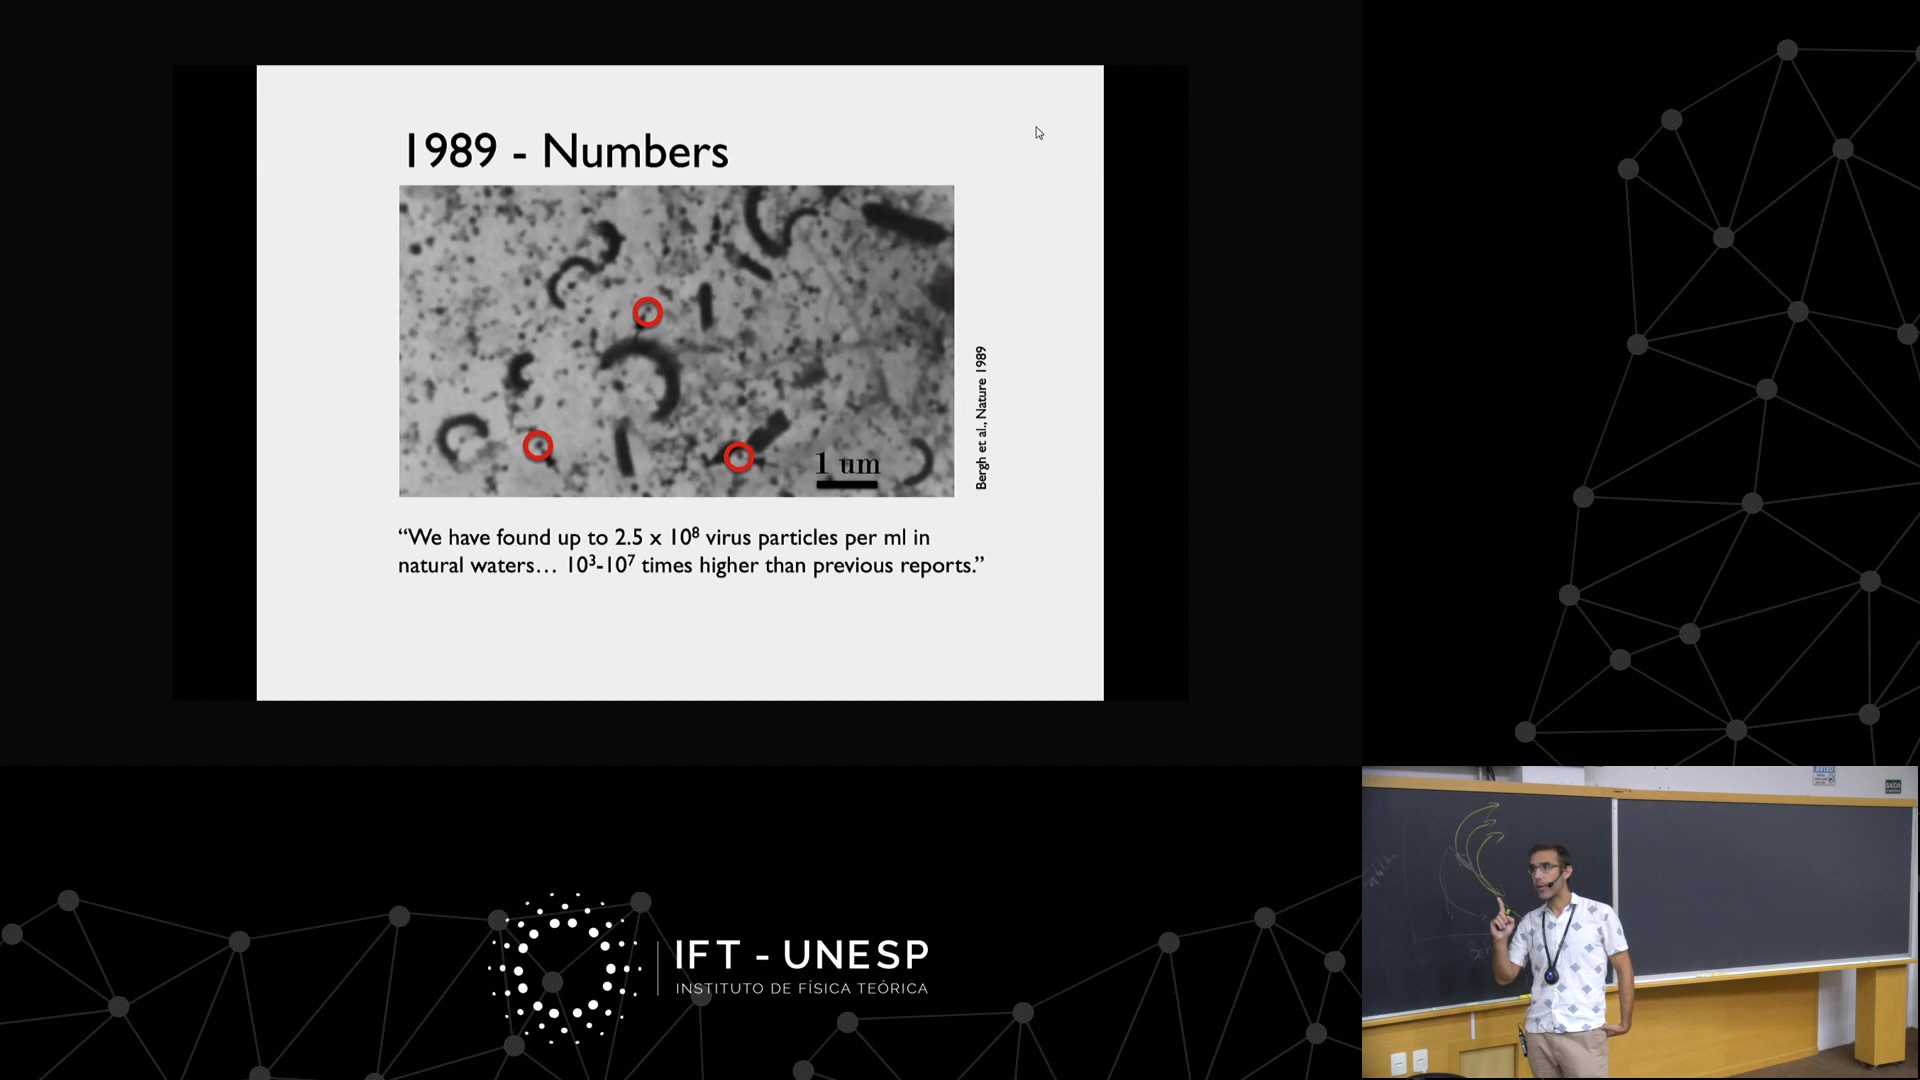 1989 - Numbers
1 um
Bergh et al., Nature 1989
“We have found up to 2.5 x 10⁸ virus particles per ml in
natural waters… 10³-10⁷ times higher than previous reports.”
IFT - UNESP
INSTITUTO DE FÍSICA TEÓRICA